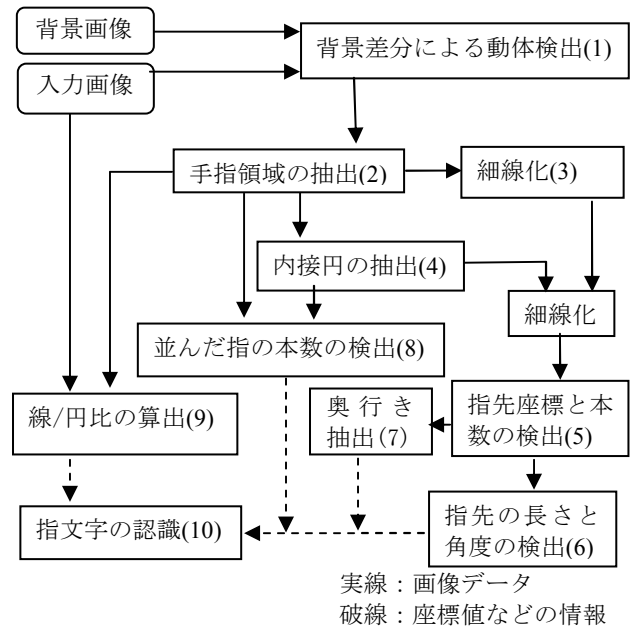 背景画像
背景差分による動体検出(1)
入力画像
手指領域の抽出(2)
細線化(3)
内接円の抽出(4)
細線化
並んだ指の本数の検出(8)
線/円比の算出(9)
奥行き
抽出(7)
指先座標と本
数の検出(5)
指文字の認識(10)
指先の長さと
角度の検出(6)
実線：画像データ
破線：座標値などの情報